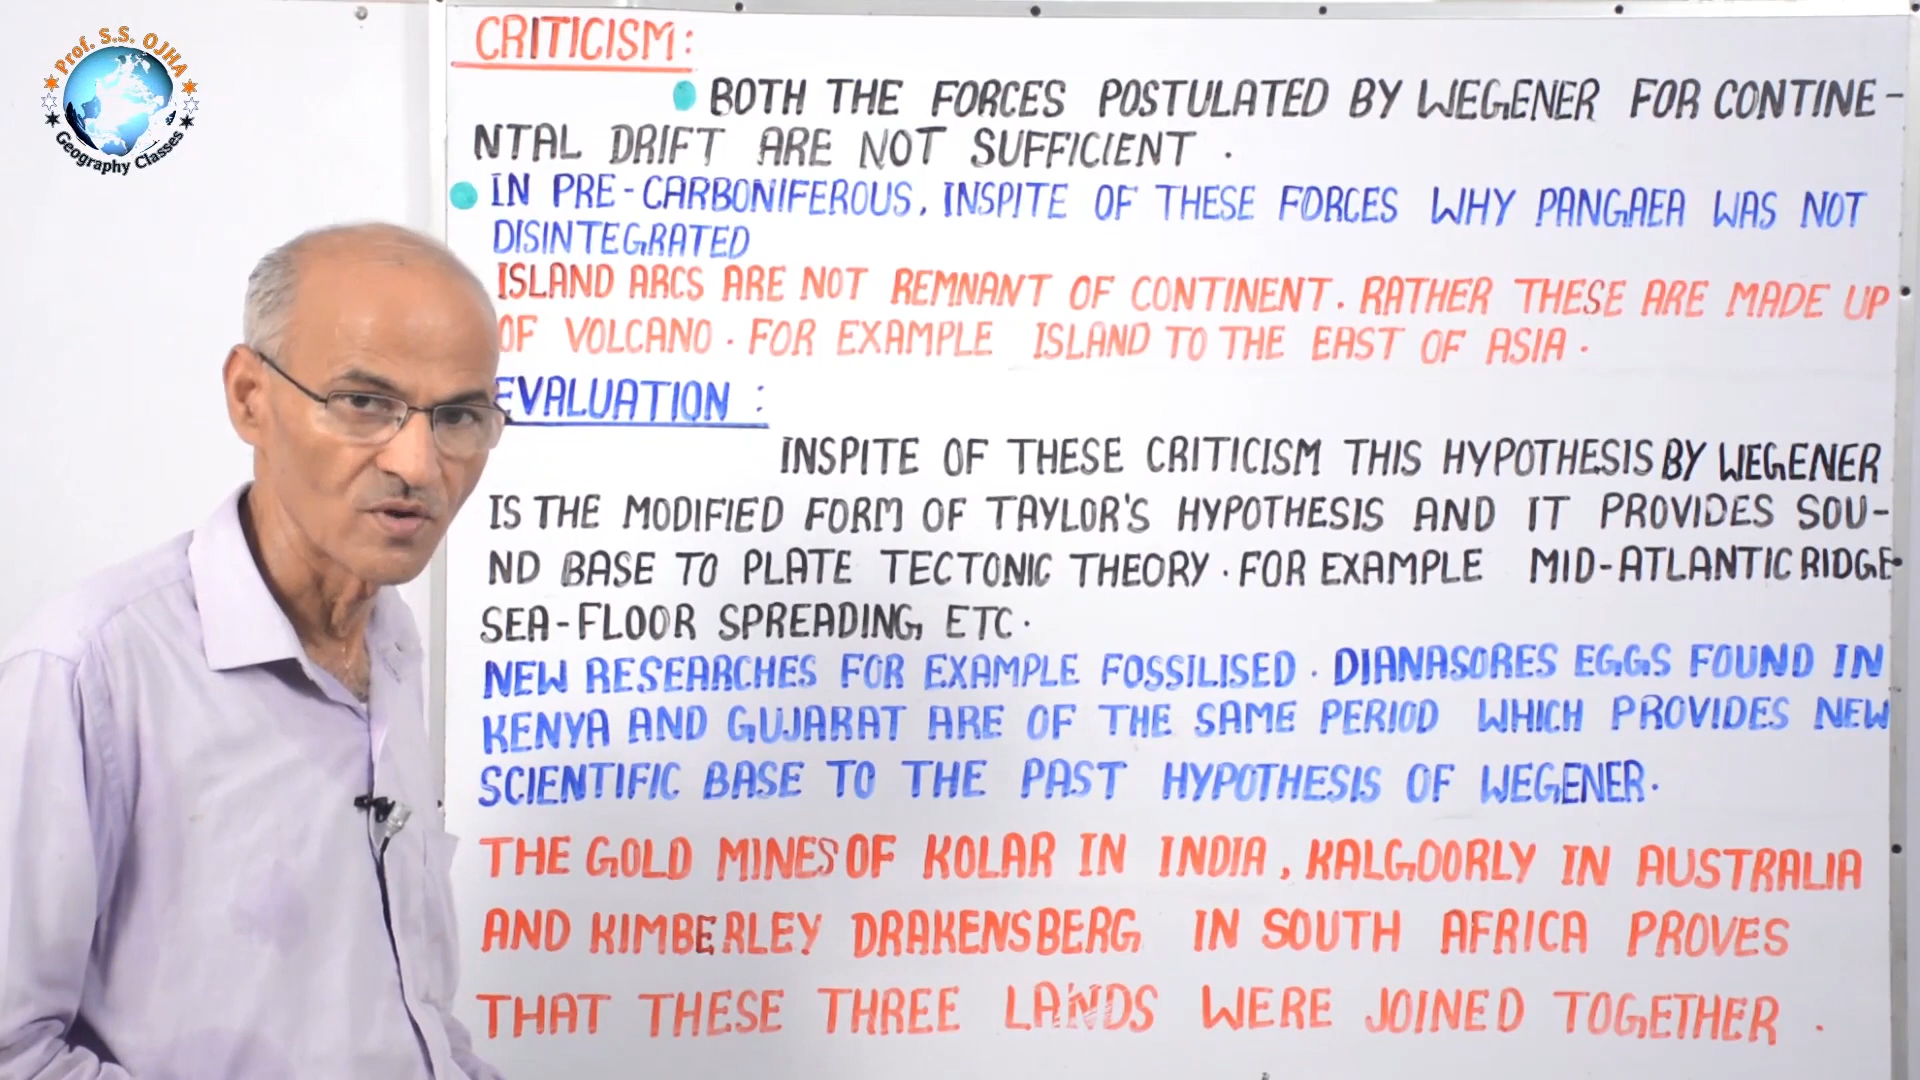 Prof. S.S. OJHA
Geography Classes
CRITICISM:
BOTH THE FORCES POSTULATED BY WEGENER FOR CONTINE-
NTAL DRIFT ARE NOT SUFFICIENT .
IN PRE-CARBONIFEROUS, INSPITE OF THESE FORCES WHY PANGAEA WAS NOT
DISINTEGRATED
ISLAND ARCS ARE NOT REMNANT OF CONTINENT. RATHER THESE ARE MADE UP
OF VOLCANO. FOR EXAMPLE ISLAND TO THE EAST OF ASIA.
EVALUATION :
INSPITE OF THESE CRITICISM THIS HYPOTHESIS BY WEGENER
IS THE MODIFIED FORM OF TAYLOR'S HYPOTHESIS AND IT PROVIDES SOU-
ND BASE TO PLATE TECTONIC THEORY. FOR EXAMPLE MID-ATLANTIC RIDGE
SEA-FLOOR SPREADING, ETC.
NEW RESEARCHES FOR EXAMPLE FOSSILISED . DIANASORES EGGS FOUND IN
KENYA AND GUJARAT ARE OF THE SAME PERIOD WHICH PROVIDES NEW
SCIENTIFIC BASE TO THE PAST HYPOTHESIS OF WEGENER.
THE GOLD MINES OF KOLAR IN INDIA, KALGOORLY IN AUSTRALIA
AND KIMBERLEY DRAKENSBERG IN SOUTH AFRICA PROVES
THAT THESE THREE LANDS WERE JOINED TOGETHER .